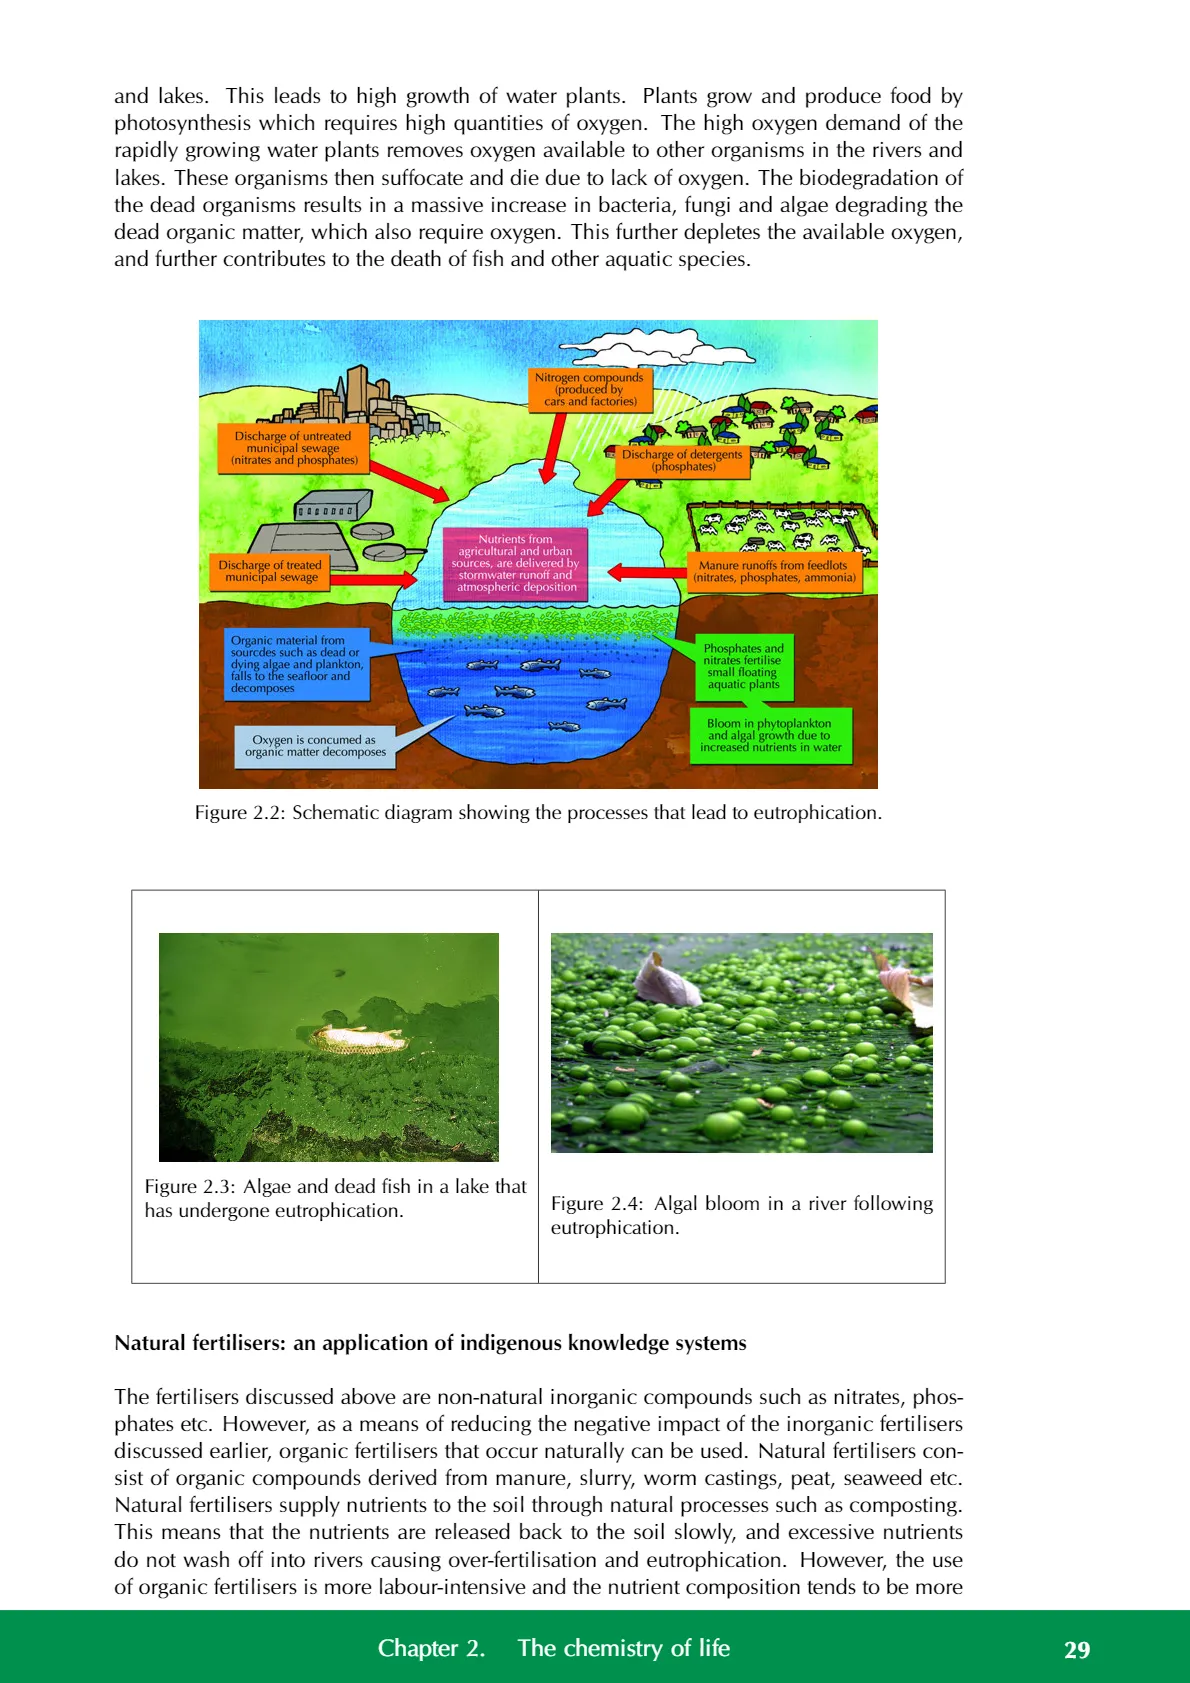 and lakes. This leads to high growth of water plants. Plants grow and produce food by
photosynthesis which requires high quantities of oxygen. The high oxygen demand of the
rapidly growing water plants removes oxygen available to other organisms in the rivers and
lakes. These organisms then suffocate and die due to lack of oxygen. The biodegradation of
the dead organisms results in a massive increase in bacteria, fungi and algae degrading the
dead organic matter, which also require oxygen. This further depletes the available oxygen,
and further contributes to the death of fish and other aquatic species.
Nitrogen compounds
(produced by
cars and factories)
Discharge of untreated
municipal sewage
(nitrates and phosphates)
Discharge of detergents
(phosphates)
Nutrients from
agricultural and urban
sources, are delivered by
stormwater runoff and
atmospheric deposition
Discharge of treated
municipal sewage
Manure runoffs from feedlots
(nitrates, phosphates, ammonia)
Organic material from
sourcdes such as dead or
dying algae and plankton,
falls to the seafloor and
decomposes
Phosphates and
nitrates fertilise
small floating
aquatic plants
Bloom in phytoplankton
and algal growth due to
increased nutrients in water
Oxygen is concumed as
organic matter decomposes
Figure 2.2: Schematic diagram showing the processes that lead to eutrophication.
Figure 2.3: Algae and dead fish in a lake that
has undergone eutrophication.
Figure 2.4: Algal bloom in a river following
eutrophication.
Natural fertilisers: an application of indigenous knowledge systems
The fertilisers discussed above are non-natural inorganic compounds such as nitrates, phos-
phates etc. However, as a means of reducing the negative impact of the inorganic fertilisers
discussed earlier, organic fertilisers that occur naturally can be used. Natural fertilisers con-
sist of organic compounds derived from manure, slurry, worm castings, peat, seaweed etc.
Natural fertilisers supply nutrients to the soil through natural processes such as composting.
This means that the nutrients are released back to the soil slowly, and excessive nutrients
do not wash off into rivers causing over-fertilisation and eutrophication. However, the use
of organic fertilisers is more labour-intensive and the nutrient composition tends to be more
Chapter 2. The chemistry of life
29